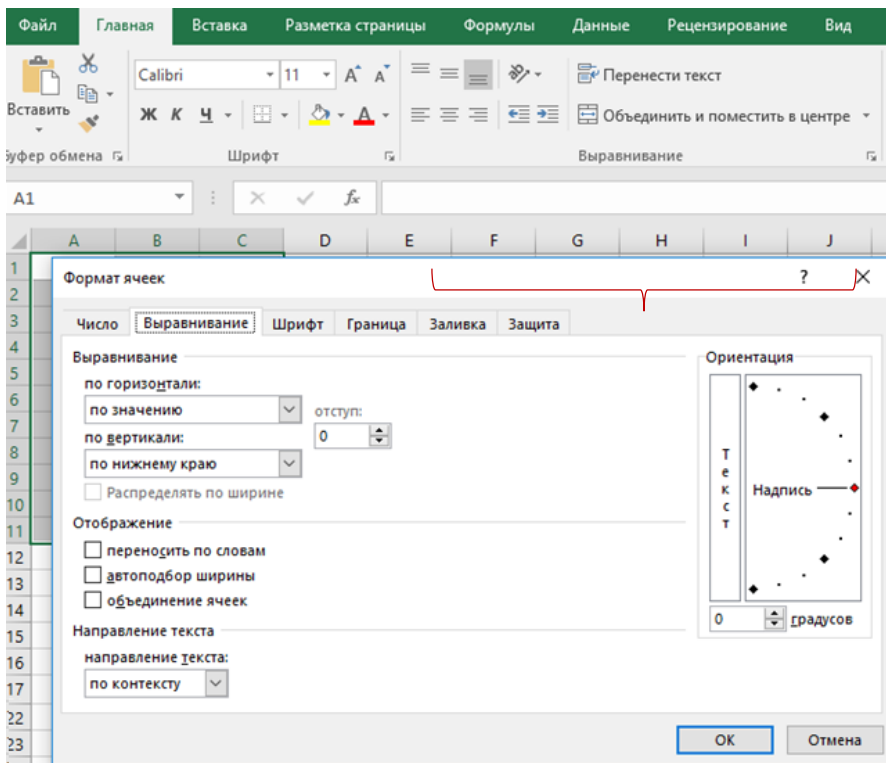 Файл Главная Вставка Разметка страницы Формулы Данные Рецензирование Вид
Calibri 11 А А Перенести текст
Вставить Ж К Ч А Объединить и поместить в центре
Буфер обмена Шрифт Выравнивание
A1 fx
A B C D E F G H I J
1
Формат ячеек ?
2
3
Число Выравнивание Шрифт Граница Заливка Защита
4
Выравнивание Ориентация
5
по горизонтали:
6
по значению отступ:
7
по вертикали: 0
8
по нижнему краю
9
Распределять по ширине
Текст
Надпись
10
Отображение
11
переносить по словам
12
автоподбор ширины
13
объединение ячеек
14
0 градусов
Направление текста
15
направление текста:
16
по контексту
17
22
ОК Отмена
23